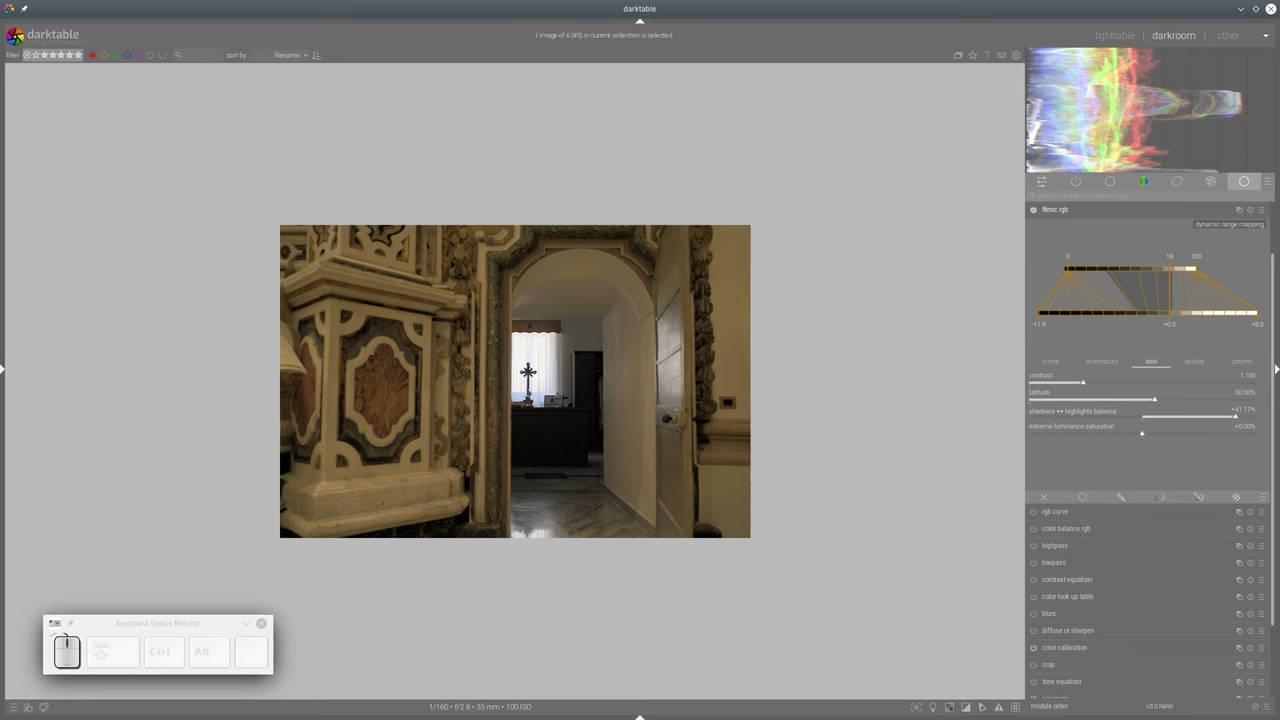 darktable
darktable
1 image of 6 (#5) in current collection is selected
lighttable | darkroom | other
filter
sort by filename
filmic rgb
dynamic range mapping
0 18 100
-11.9 +0.0 +8.0
scene reconstruct look display options
contrast 1.100
latitude 50.00%
shadows ↔ highlights balance +41.17%
extreme luminance saturation +0.00%
rgb curve
color balance rgb
highpass
lowpass
contrast equalizer
color look up table
blurs
diffuse or sharpen
color calibration
crop
tone equalizer
Keyboard Status Monitor
Shift Ctrl Alt
1/160 • f/2.8 • 35 mm • 100 ISO
module order v3.0 RAW